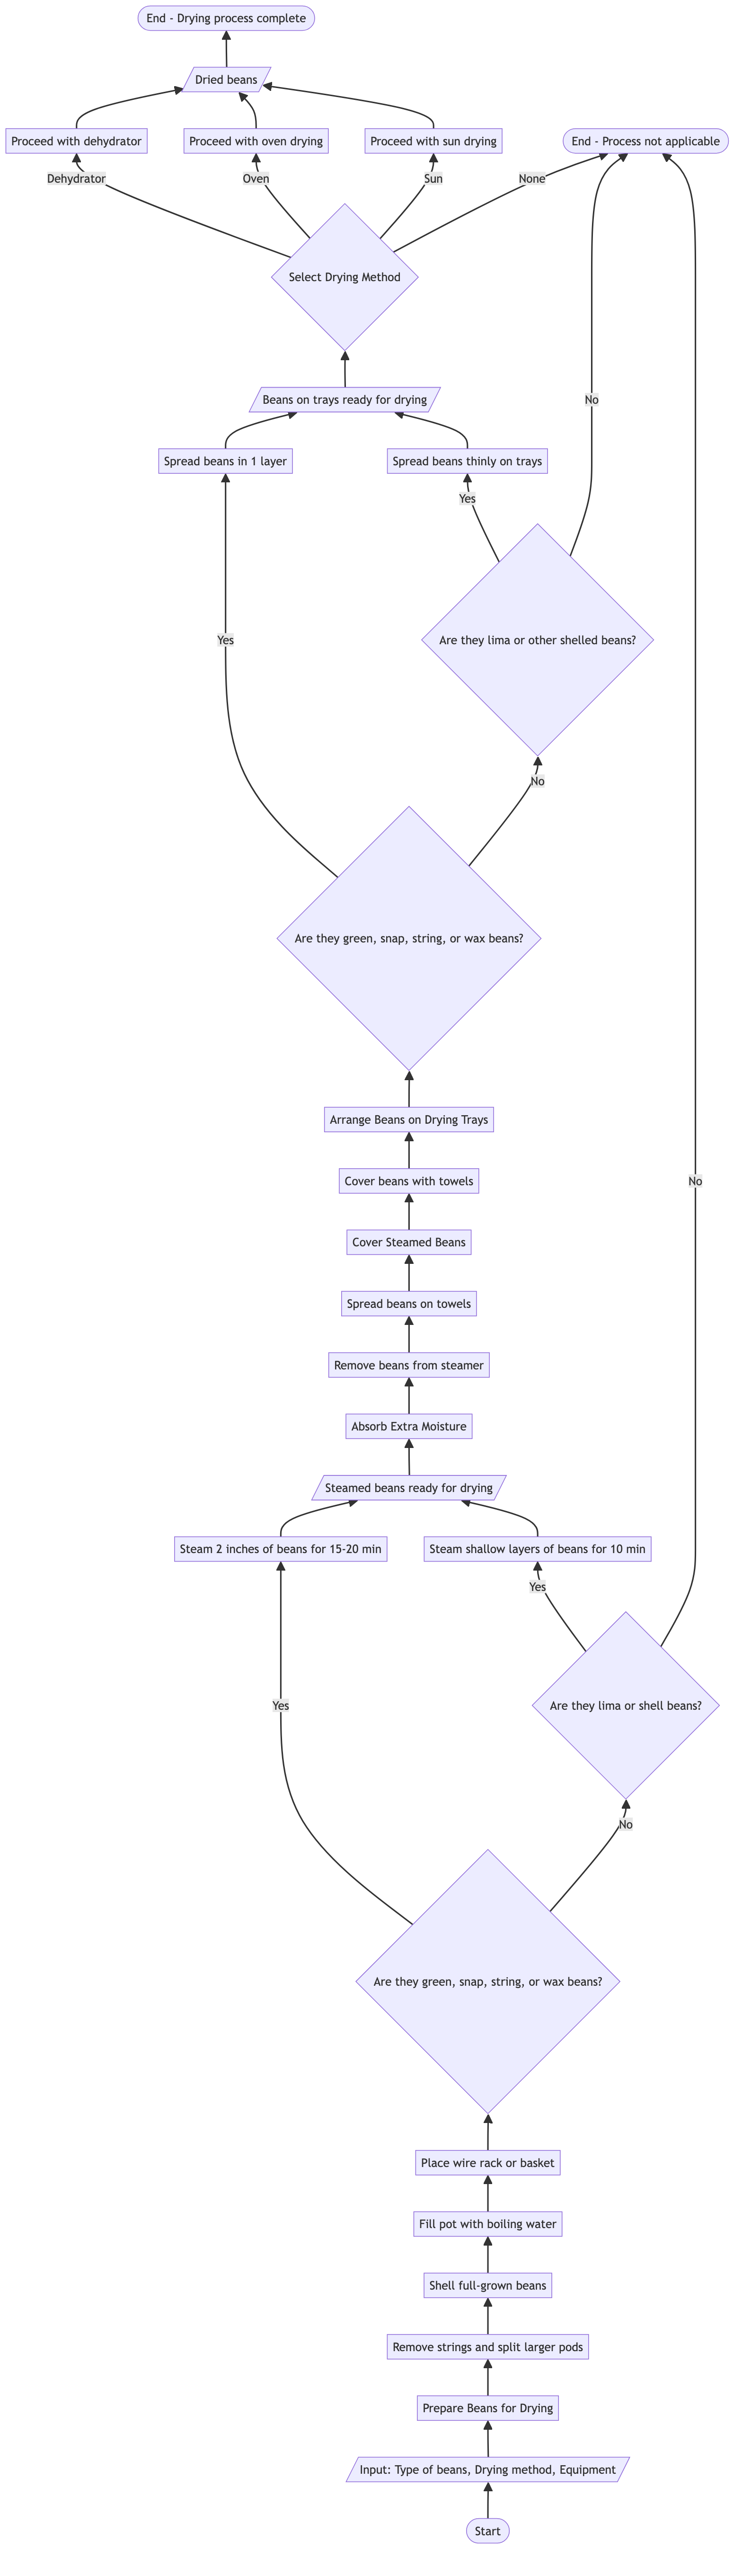 End - Drying process complete
Dried beans
Proceed with dehydrator
Proceed with oven drying
Proceed with sun drying
End - Process not applicable
Dehydrator
Oven
Sun
None
Select Drying Method
Beans on trays ready for drying
No
Spread beans in 1 layer
Spread beans thinly on trays
Yes
Yes
Are they lima or other shelled beans?
No
Are they green, snap, string, or wax beans?
Arrange Beans on Drying Trays
Cover beans with towels
No
Cover Steamed Beans
Spread beans on towels
Remove beans from steamer
Absorb Extra Moisture
Steamed beans ready for drying
Steam 2 inches of beans for 15-20 min
Steam shallow layers of beans for 10 min
Yes
Yes
Are they lima or shell beans?
No
Are they green, snap, string, or wax beans?
Place wire rack or basket
Fill pot with boiling water
Shell full-grown beans
Remove strings and split larger pods
Prepare Beans for Drying
Input: Type of beans, Drying method, Equipment
Start